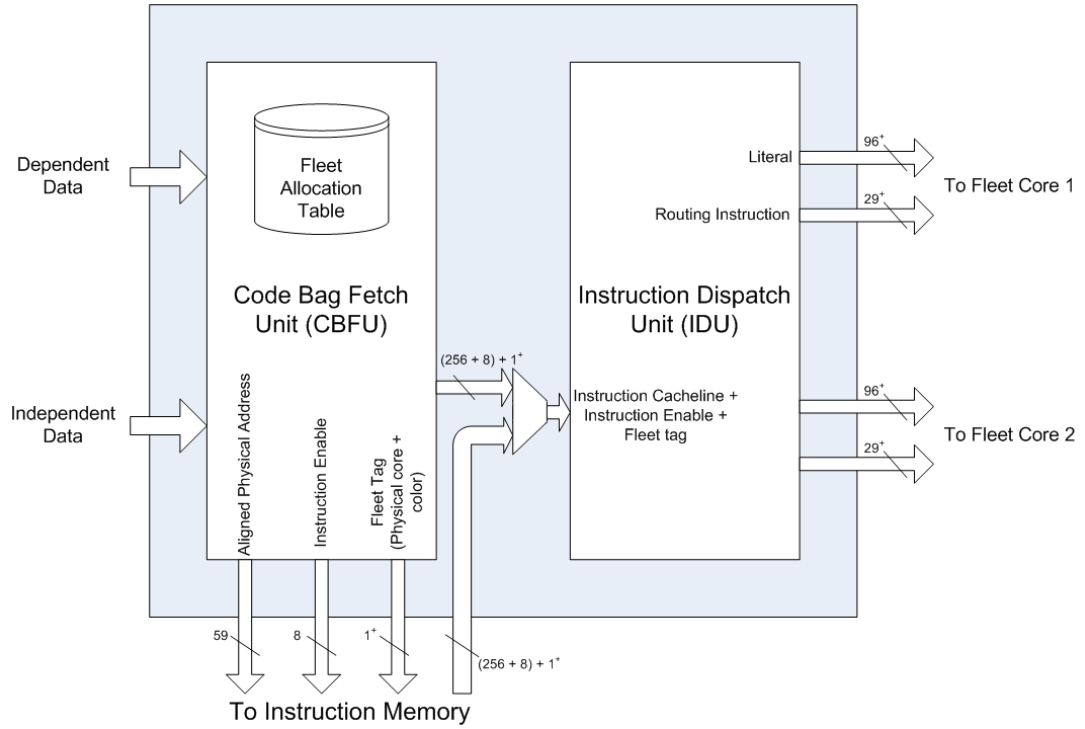 Dependent
Data
Fleet
Allocation
Table
Code Bag Fetch
Unit (CBFU)
Independent
Data
Aligned Physical Address
Instruction Enable
Fleet Tag
(Physical core +
color)
(256 + 8) + 1⁺
Instruction Dispatch
Unit (IDU)
Instruction Cacheline +
Instruction Enable +
Fleet tag
Literal
Routing Instruction
96⁺
29⁺
To Fleet Core 1
96⁺
29⁺
To Fleet Core 2
59
8
1⁺
(256 + 8) + 1⁺
To Instruction Memory